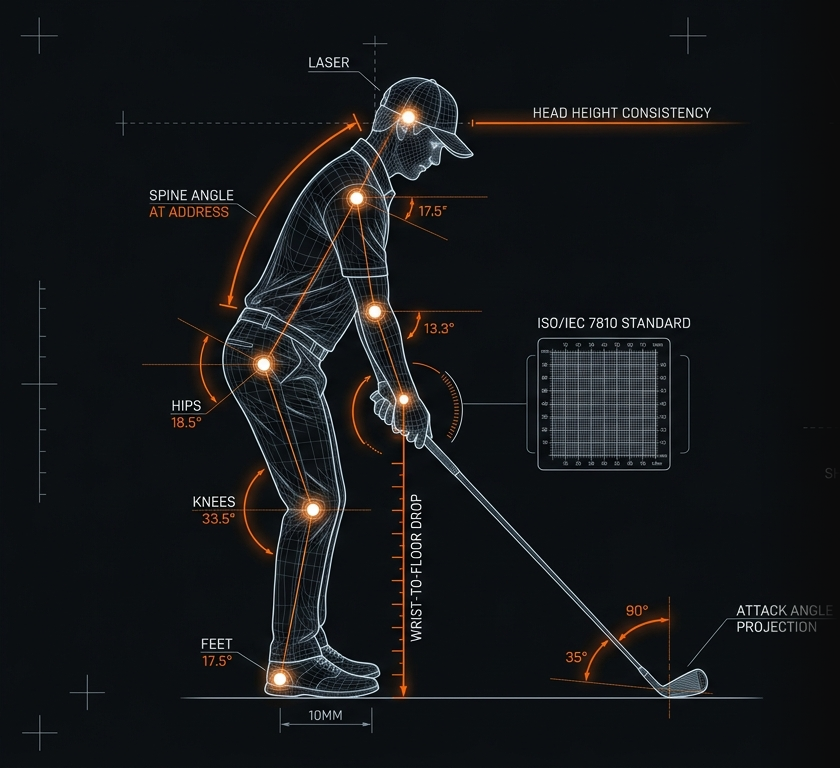 LASER
HEAD HEIGHT CONSISTENCY
SPINE ANGLE
AT ADDRESS
17.5°
13.3°
ISO/IEC 7810 STANDARD
HIPS
18.5°
KNEES
33.5°
WRIST-TO-FLOOR DROP
90°
ATTACK ANGLE
PROJECTION
35°
FEET
17.5°
10MM